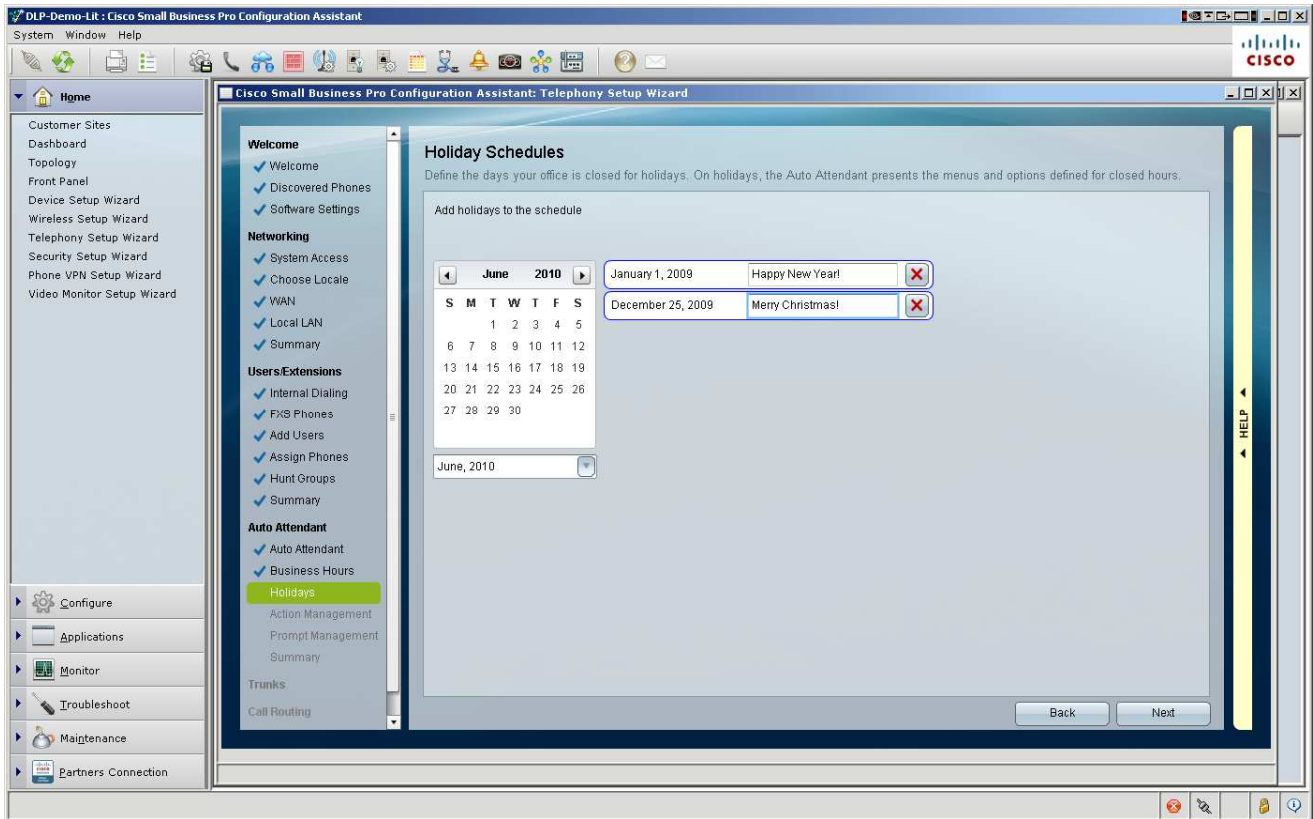 DLP-Demo-Lit : Cisco Small Business Pro Configuration Assistant
System Window Help
CISCO
Home
Customer Sites
Dashboard
Topology
Front Panel
Device Setup Wizard
Wireless Setup Wizard
Telephony Setup Wizard
Security Setup Wizard
Phone VPN Setup Wizard
Video Monitor Setup Wizard
Configure
Applications
Monitor
Troubleshoot
Maintenance
Partners Connection
Cisco Small Business Pro Configuration Assistant: Telephony Setup Wizard
Welcome
Welcome
Discovered Phones
Software Settings
Networking
System Access
Choose Locale
WAN
Local LAN
Summary
Users/Extensions
Internal Dialing
FXS Phones
Add Users
Assign Phones
Hunt Groups
Summary
Auto Attendant
Auto Attendant
Business Hours
Holidays
Action Management
Prompt Management
Summary
Trunks
Call Routing
Holiday Schedules
Define the days your office is closed for holidays. On holidays, the Auto Attendant presents the menus and options defined for closed hours.
Add holidays to the schedule
June 2010
S M T W T F S
1 2 3 4 5
6 7 8 9 10 11 12
13 14 15 16 17 18 19
20 21 22 23 24 25 26
27 28 29 30
June, 2010
January 1, 2009 Happy New Year!
December 25, 2009 Merry Christmas!
Back Next
HELP